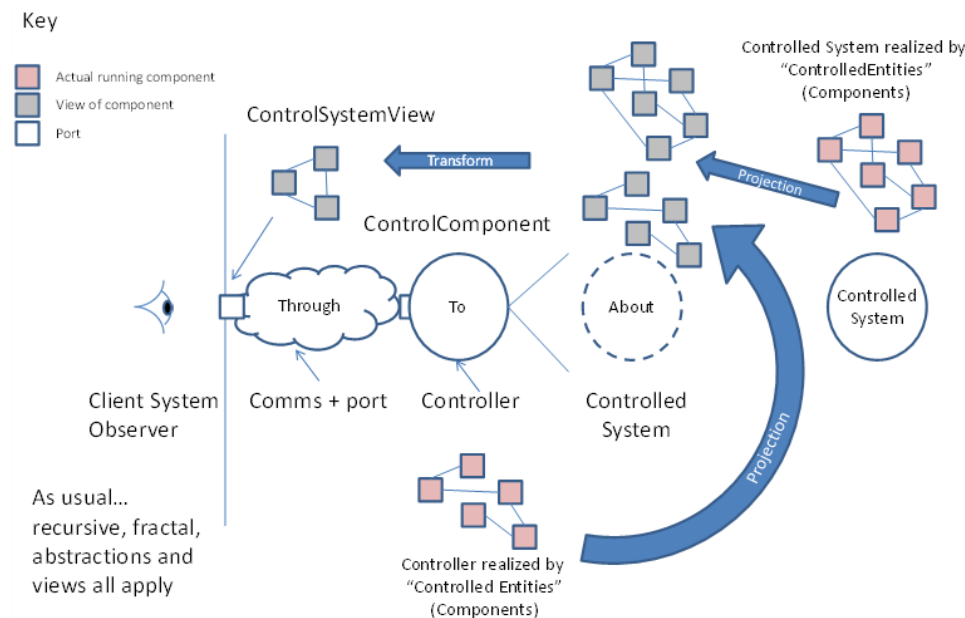 Key
Actual running component
View of component
Port
ControlSystemView
Transform
Controlled System realized by
“ControlledEntities”
(Components)
Projection
ControlComponent
Through
To
About
Controlled
System
Client System
Observer
Comms + port
Controller
Controlled
System
Projection
As usual...
recursive, fractal,
abstractions and
views all apply
Controller realized by
“Controlled Entities”
(Components)